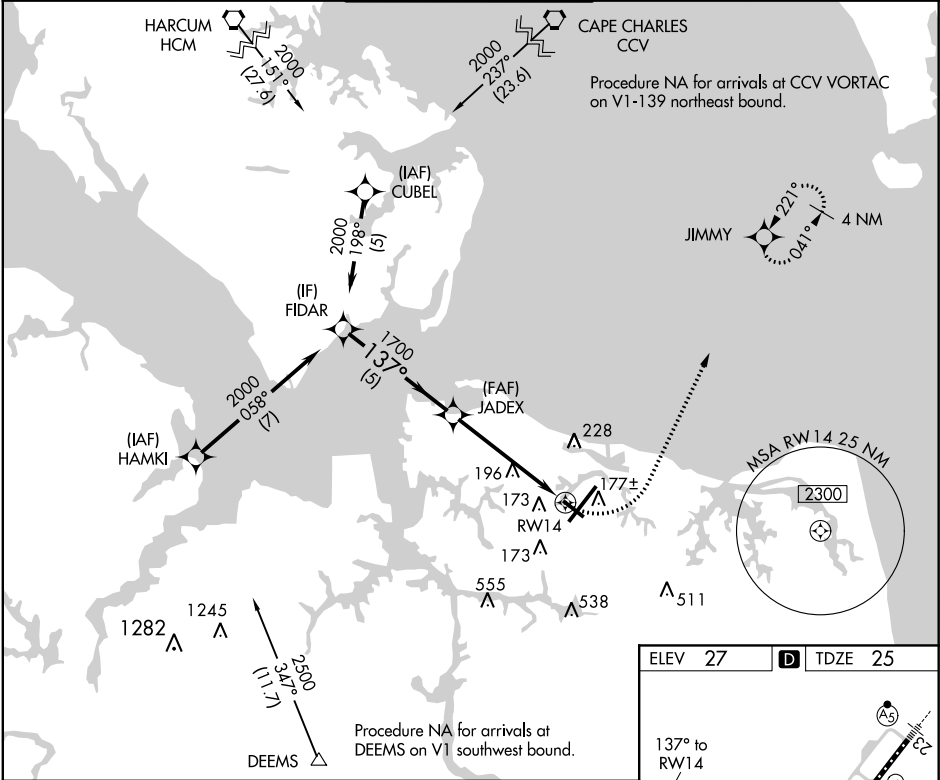 HARCUM
HCM
2000
151°
(27.6)
CAPE CHARLES
CCV
2000
237°
(23.6)
Procedure NA for arrivals at CCV VORTAC
on V1-139 northeast bound.
(IAF)
CUBEL
2000
198°
(5)
JIMMY
221°
041°
4 NM
(IF)
FIDAR
1700
137°
(5)
(FAF)
JADEX
2000
058°
(7)
(IAF)
HAMKI
228
196
177±
173
RW14
173
MSA RW14 25 NM
2300
555
538
511
1282
1245
2500
347°
(11.7)
DEEMS
Procedure NA for arrivals at
DEEMS on V1 southwest bound.
ELEV 27
D
TDZE 25
A5
23
137° to
RW14